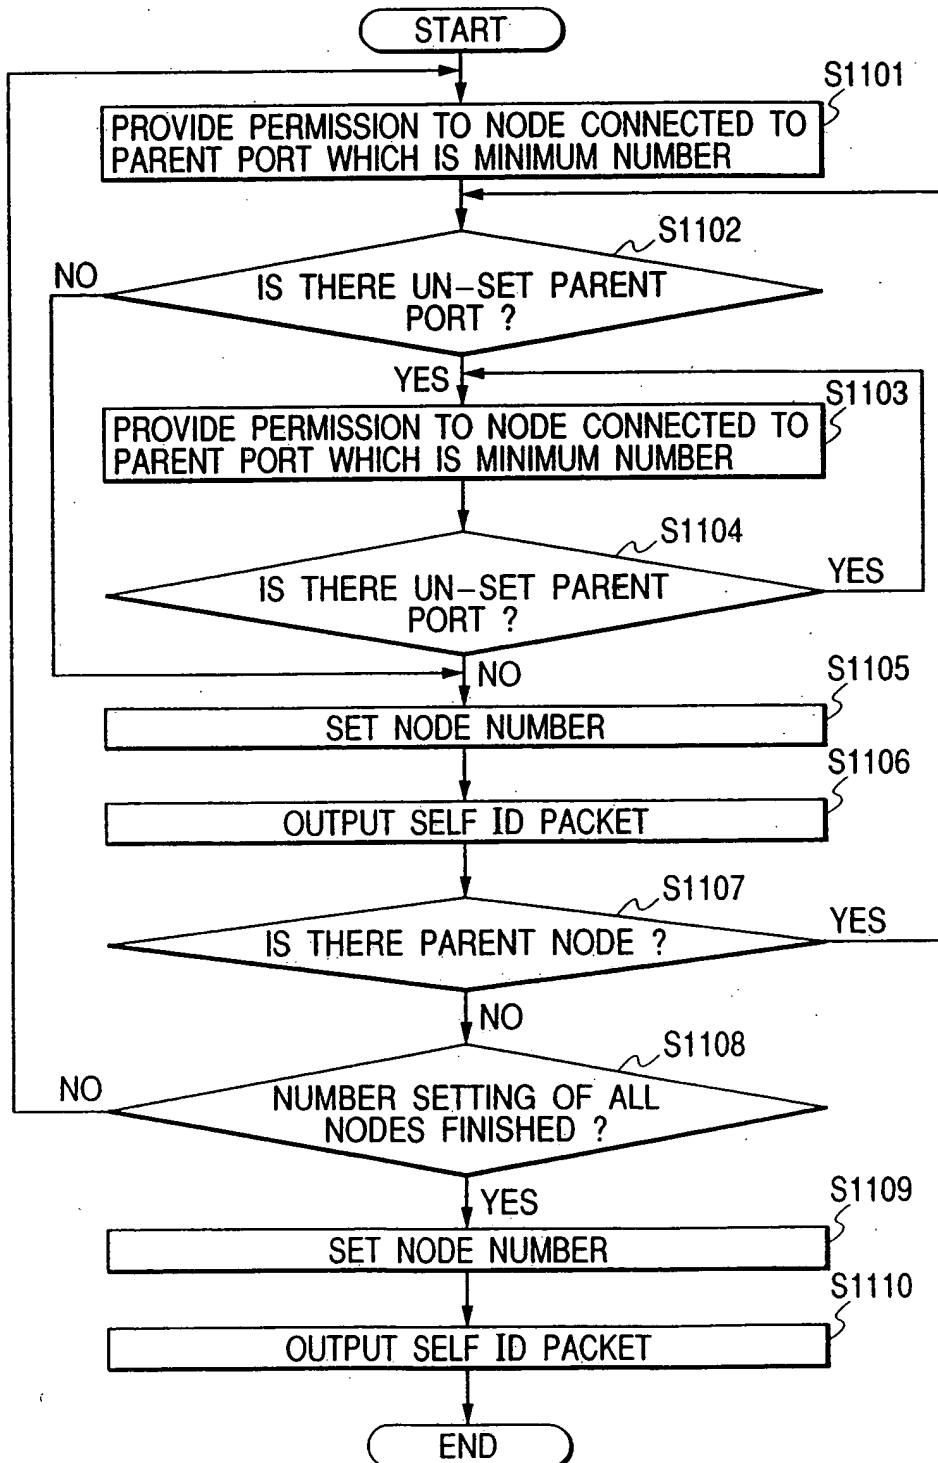 START
S1101
PROVIDE PERMISSION TO NODE CONNECTED TO
PARENT PORT WHICH IS MINIMUM NUMBER
S1102
NO
IS THERE UN-SET PARENT
PORT ?
YES
S1103
PROVIDE PERMISSION TO NODE CONNECTED TO
PARENT PORT WHICH IS MINIMUM NUMBER
S1104
IS THERE UN-SET PARENT
PORT ?
YES
NO
S1105
SET NODE NUMBER
S1106
OUTPUT SELF ID PACKET
S1107
IS THERE PARENT NODE ?
YES
NO
S1108
NO
NUMBER SETTING OF ALL
NODES FINISHED ?
YES
S1109
SET NODE NUMBER
S1110
OUTPUT SELF ID PACKET
END